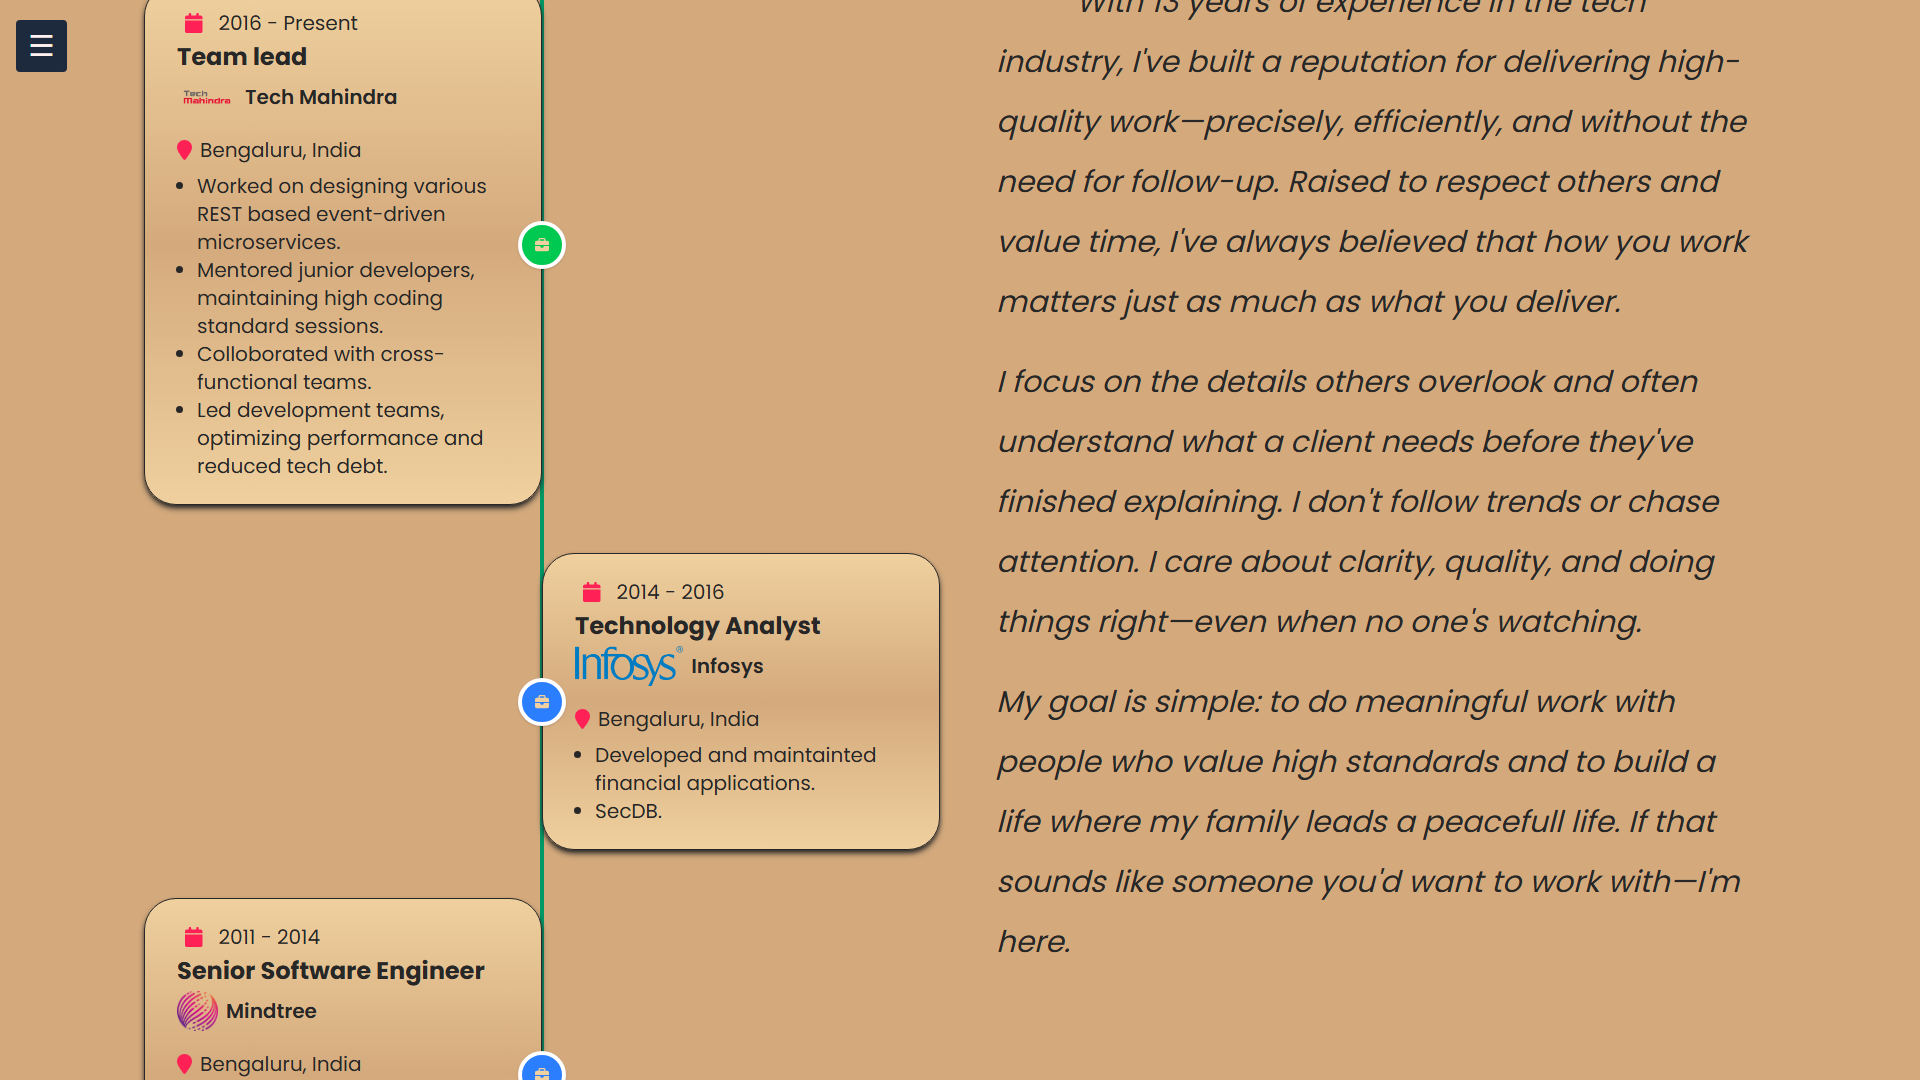 2016 - Present
Team lead
Tech Mahindra
Tech Mahindra
Bengaluru, India
• Worked on designing various
REST based event-driven
microservices.
• Mentored junior developers,
maintaining high coding
standard sessions.
• Colloborated with cross-
functional teams.
• Led development teams,
optimizing performance and
reduced tech debt.
2014 - 2016
Technology Analyst
Infosys® Infosys
Bengaluru, India
• Developed and maintainted
financial applications.
• SecDB.
2011 - 2014
Senior Software Engineer
Mindtree
Bengaluru, India
With 13 years of experience in the tech
industry, I've built a reputation for delivering high-
quality work—precisely, efficiently, and without the
need for follow-up. Raised to respect others and
value time, I've always believed that how you work
matters just as much as what you deliver.
I focus on the details others overlook and often
understand what a client needs before they've
finished explaining. I don't follow trends or chase
attention. I care about clarity, quality, and doing
things right—even when no one's watching.
My goal is simple: to do meaningful work with
people who value high standards and to build a
life where my family leads a peacefull life. If that
sounds like someone you'd want to work with—I'm
here.